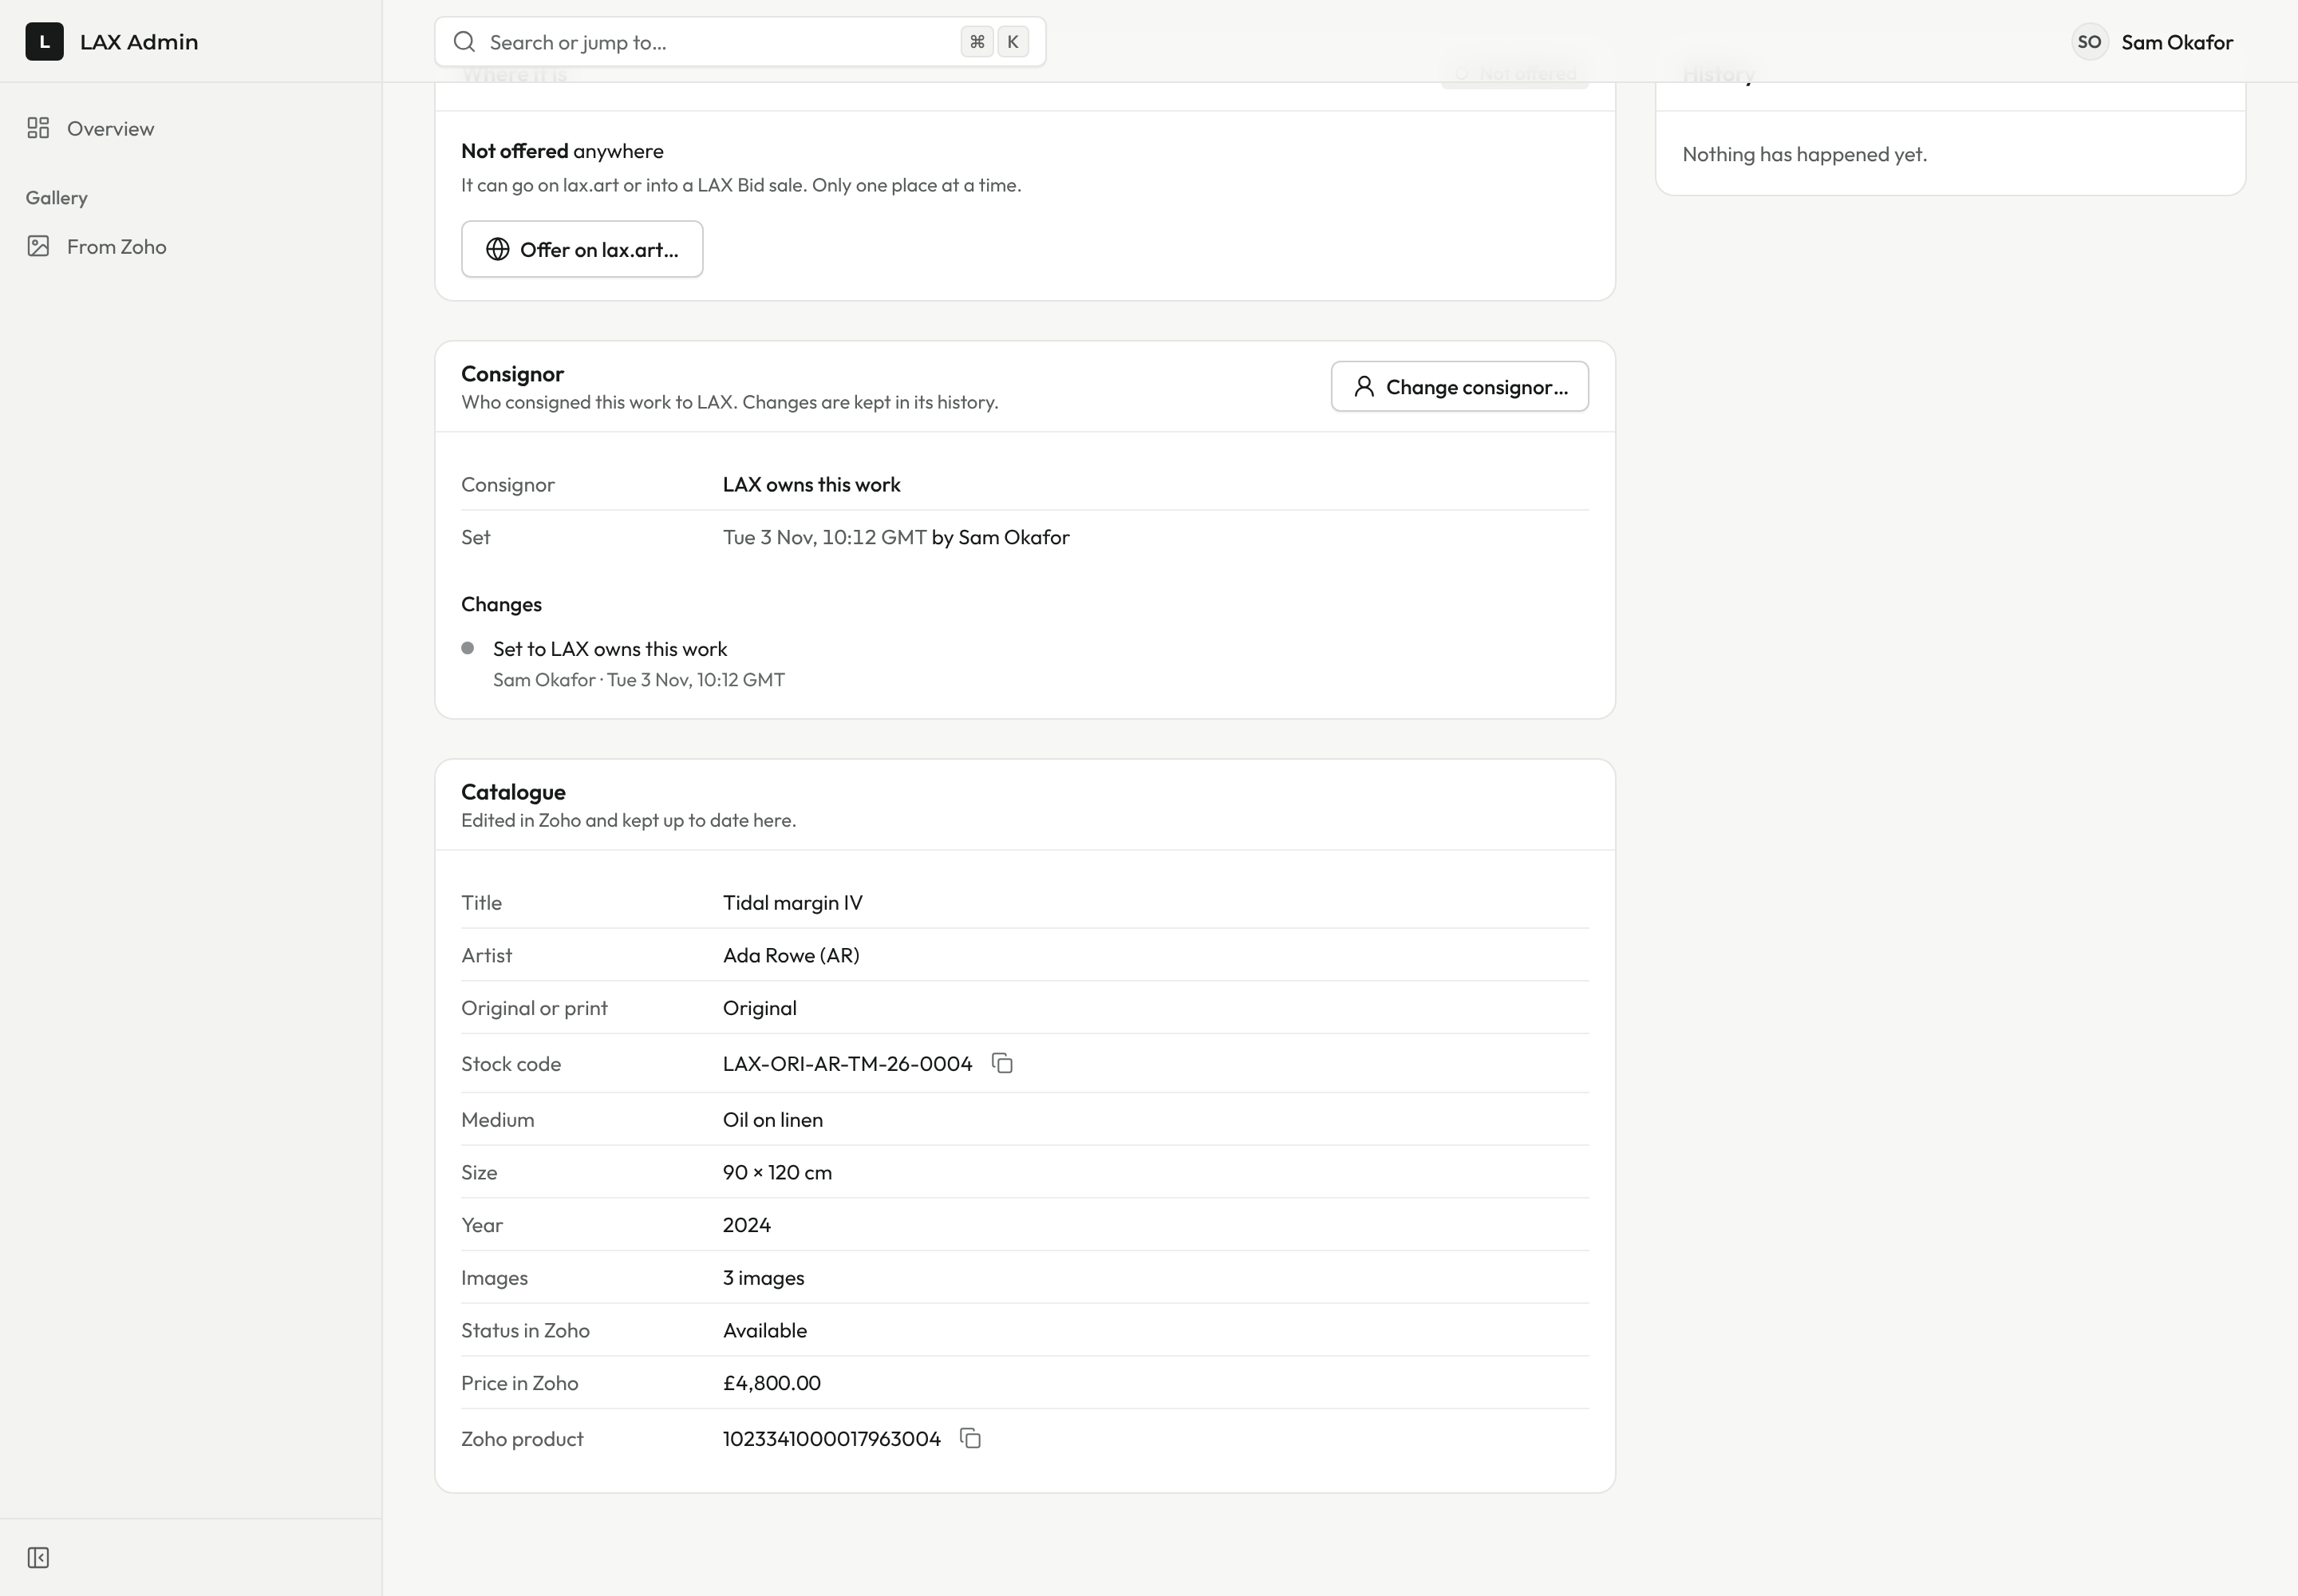 L LAX Admin
Search or jump to...
⌘ K
SO Sam Okafor
Overview
Gallery
From Zoho
Where it is
Not offered
History
Not offered anywhere
It can go on lax.art or into a LAX Bid sale. Only one place at a time.
Offer on lax.art...
Nothing has happened yet.
Consignor
Who consigned this work to LAX. Changes are kept in its history.
Change consignor...
Consignor LAX owns this work
Set Tue 3 Nov, 10:12 GMT by Sam Okafor
Changes
Set to LAX owns this work
Sam Okafor · Tue 3 Nov, 10:12 GMT
Catalogue
Edited in Zoho and kept up to date here.
Title Tidal margin IV
Artist Ada Rowe (AR)
Original or print Original
Stock code LAX-ORI-AR-TM-26-0004
Medium Oil on linen
Size 90 × 120 cm
Year 2024
Images 3 images
Status in Zoho Available
Price in Zoho £4,800.00
Zoho product 1023341000017963004